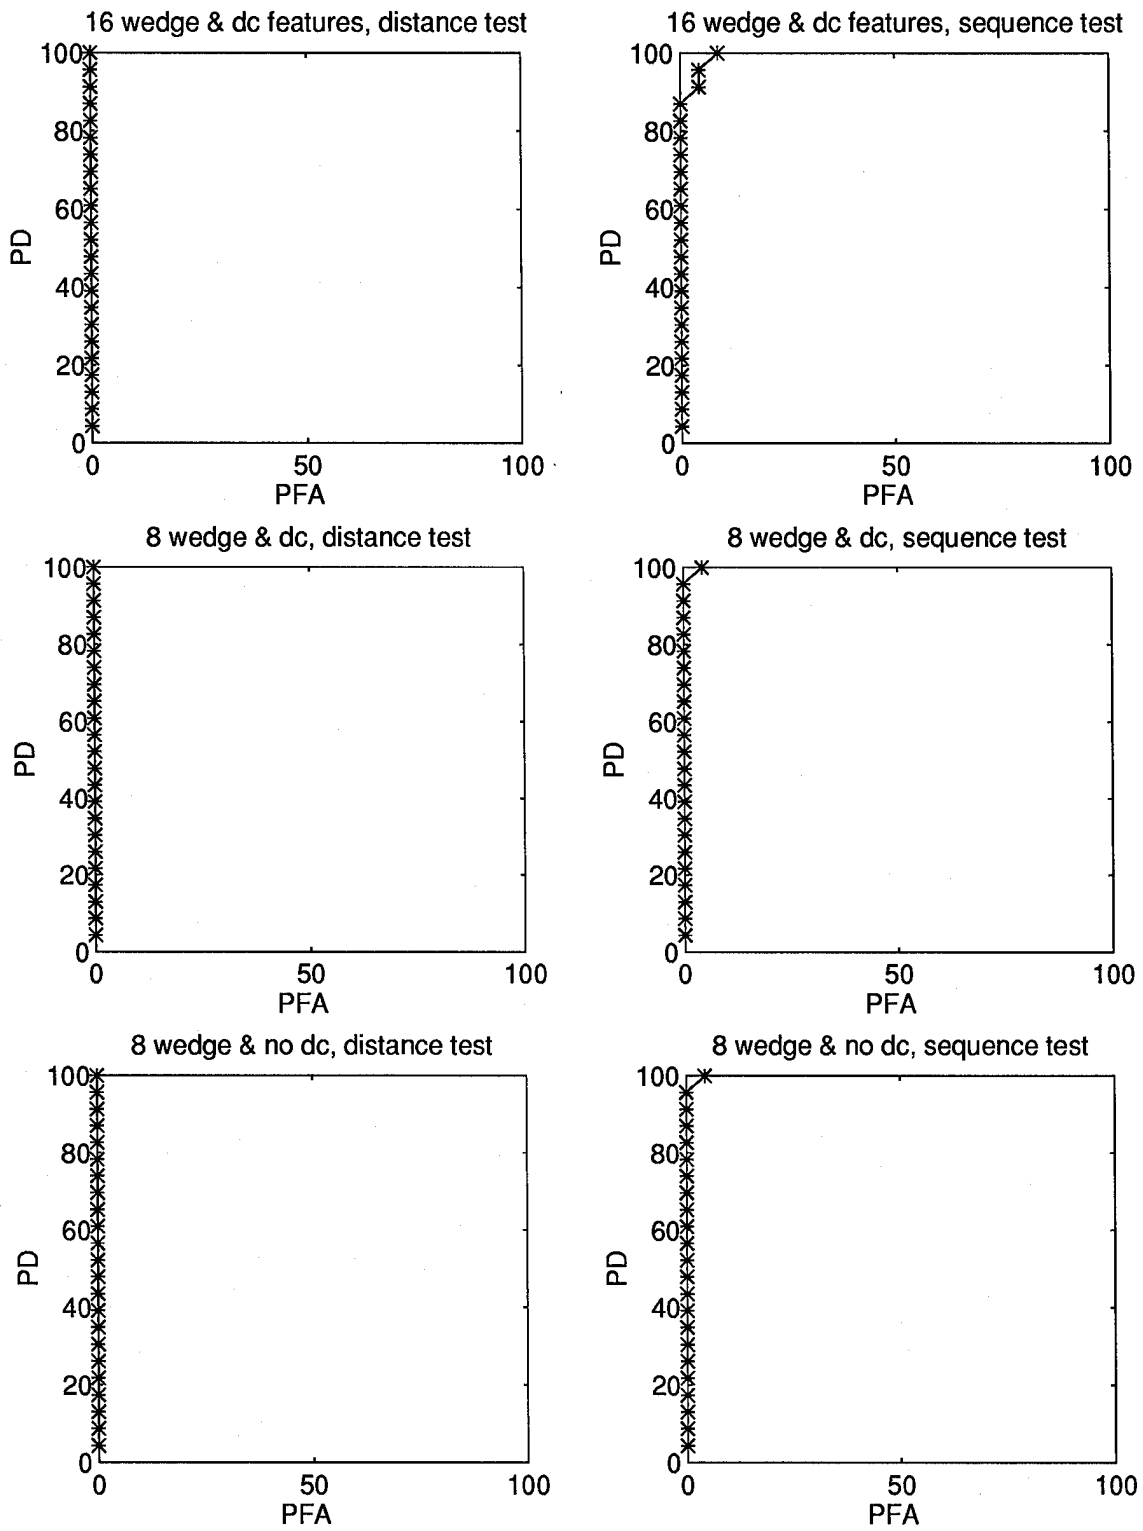 16 wedge & dc features, distance test
100
80
60
40
20
0
PD
0 50 100
PFA
16 wedge & dc features, sequence test
100
80
60
40
20
0
PD
0 50 100
PFA
8 wedge & dc, distance test
100
80
60
40
20
0
PD
0 50 100
PFA
8 wedge & dc, sequence test
100
80
60
40
20
0
PD
0 50 100
PFA
8 wedge & no dc, distance test
100
80
60
40
20
0
PD
0 50 100
PFA
8 wedge & no dc, sequence test
100
80
60
40
20
0
PD
0 50 100
PFA